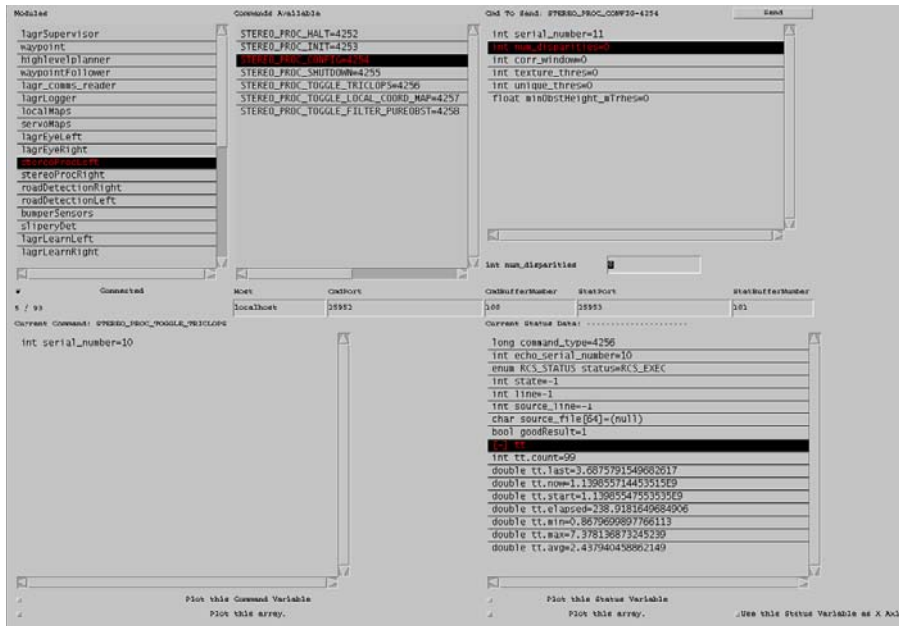 Modules
Commands Available
Cmd To Send: STEREO_PROC_CONFIG=4254
Send
lagrSupervisor
waypoint
highlevelplanner
waypointFollower
lagr_comms_reader
lagrLogger
localMaps
servoMaps
lagrEyeLeft
lagrEyeRight
stereoProcLeft
stereoProcRight
roadDetectionRight
roadDetectionLeft
bumperSensors
sliperyDet
lagrLearnLeft
lagrLearnRight
STEREO_PROC_HALT=4252
STEREO_PROC_INIT=4253
STEREO_PROC_CONFIG=4254
STEREO_PROC_SHUTDOWN=4255
STEREO_PROC_TOGGLE_TRICLOPS=4256
STEREO_PROC_TOGGLE_LOCAL_COORD_MAP=4257
STEREO_PROC_TOGGLE_FILTER_PUREOBST=4258
int serial_number=11
int num_disparities=0
int corr_window=0
int texture_thres=0
int unique_thres=0
float minObstHeight_mTrhes=0
int num_disparities
Connected
5 / 93
Host
CmdPort
CmdBufferNumber
StatPort
StatBufferNumber
localhost
35953
100
35953
101
Current Command: STEREO_PROC_TOGGLE_TRICLOPS
int serial_number=10
Current Status Data: ---------------------
long command_type=4256
int echo_serial_number=10
enum RCS_STATUS status=RCS_EXEC
int state=-1
int line=-1
int source_line=-1
char source_file[64]=(null)
bool goodResult=1
[-] tt
int tt.count=99
double tt.last=3.6875791549682617
double tt.now=1.139855714453515E9
double tt.start=1.13985547553535E9
double tt.elapsed=238.9181649684906
double tt.min=0.8679699897766113
double tt.max=7.378136873245239
double tt.avg=2.437940458862149
Plot this Command Variable
Plot this array.
Plot this Status Variable
Plot this array.
Use this Status Variable as X Axi